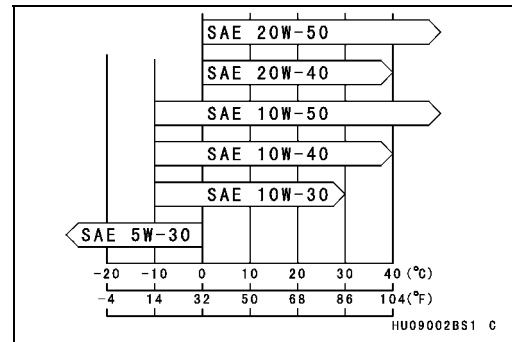 SAE 20W-50
SAE 20W-40
SAE 10W-50
SAE 10W-40
SAE 10W-30
SAE 5W-30
-20 -10 0 10 20 30 40 (°C)
-4 14 32 50 68 86 104 (°F)
HU09002BS1 C